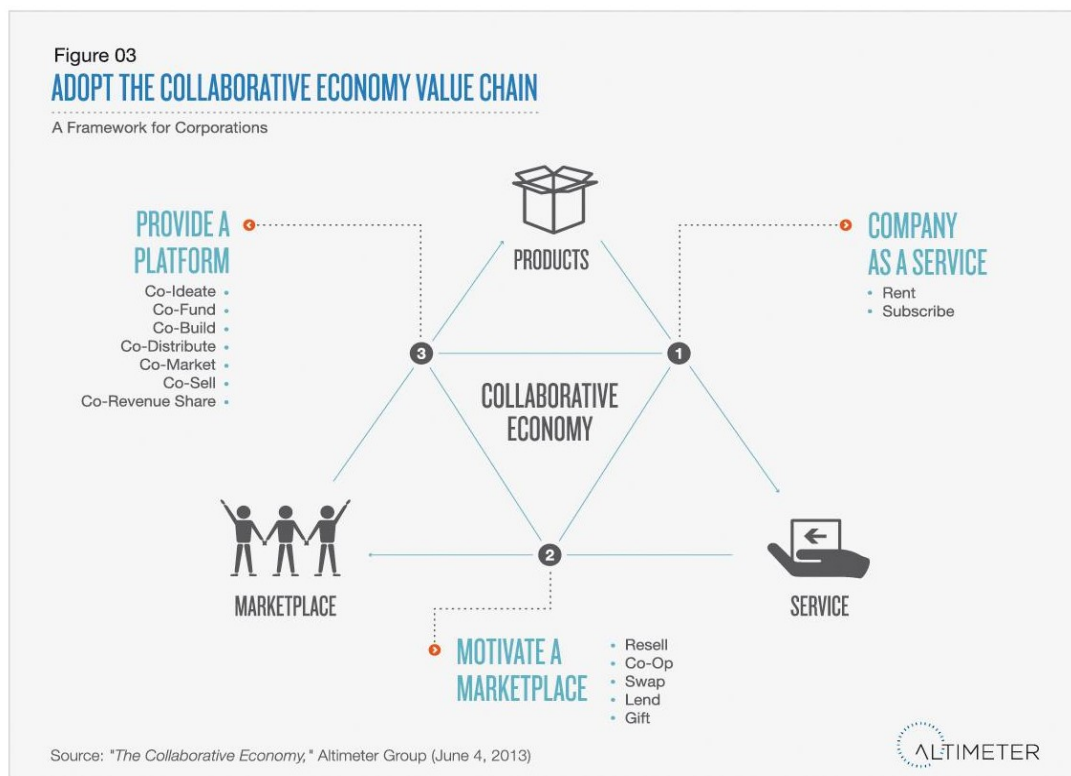 Figure 03
ADOPT THE COLLABORATIVE ECONOMY VALUE CHAIN
A Framework for Corporations
PROVIDE A
PLATFORM
Co-Ideate •
Co-Fund •
Co-Build •
Co-Distribute •
Co-Market •
Co-Sell •
Co-Revenue Share •
PRODUCTS
COMPANY
AS A SERVICE
• Rent
• Subscribe
3
1
COLLABORATIVE
ECONOMY
2
MARKETPLACE
SERVICE
MOTIVATE A
MARKETPLACE
• Resell
• Co-Op
• Swap
• Lend
• Gift
Source: "The Collaborative Economy," Altimeter Group (June 4, 2013)
ALTIMETER